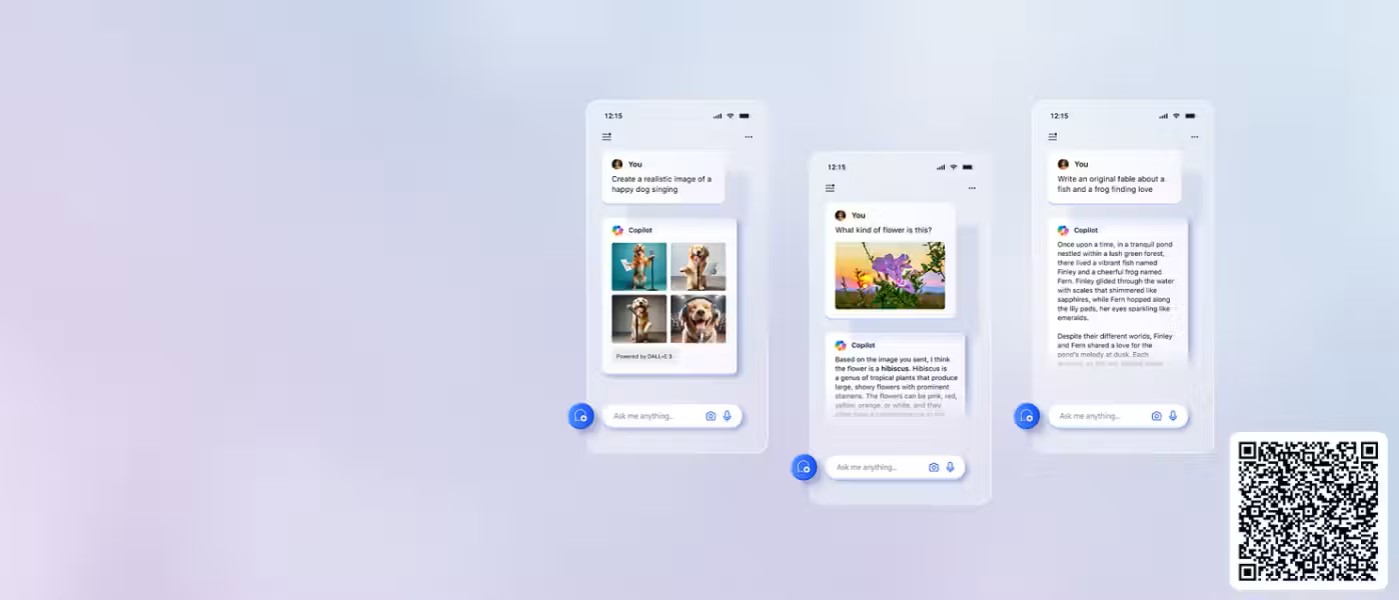 12:15
You
Create a realistic image of a
happy dog singing
Copilot
Powered by DALL•E 3
Ask me anything...
12:15
You
What kind of flower is this?
Copilot
Based on the image you sent, I think
the flower is a hibiscus. Hibiscus is
a genus of tropical plants that produce
large, showy flowers with prominent
stamens. The flowers can be pink, red,
yellow, orange, or white, and they
Ask me anything...
12:15
You
Write an original fable about a
fish and a frog finding love
Copilot
Once upon a time, in a tranquil pond
nestled within a lush green forest,
there lived a vibrant fish named
Finley and a cheerful frog named
Fern. Finley glided through the water
with scales that shimmered like
sapphires, while Fern hopped along
the lily pads, her eyes sparkling like
emeralds.
Despite their different worlds, Finley
and Fern shared a love for the
pond's melody at dusk. Each
Ask me anything...